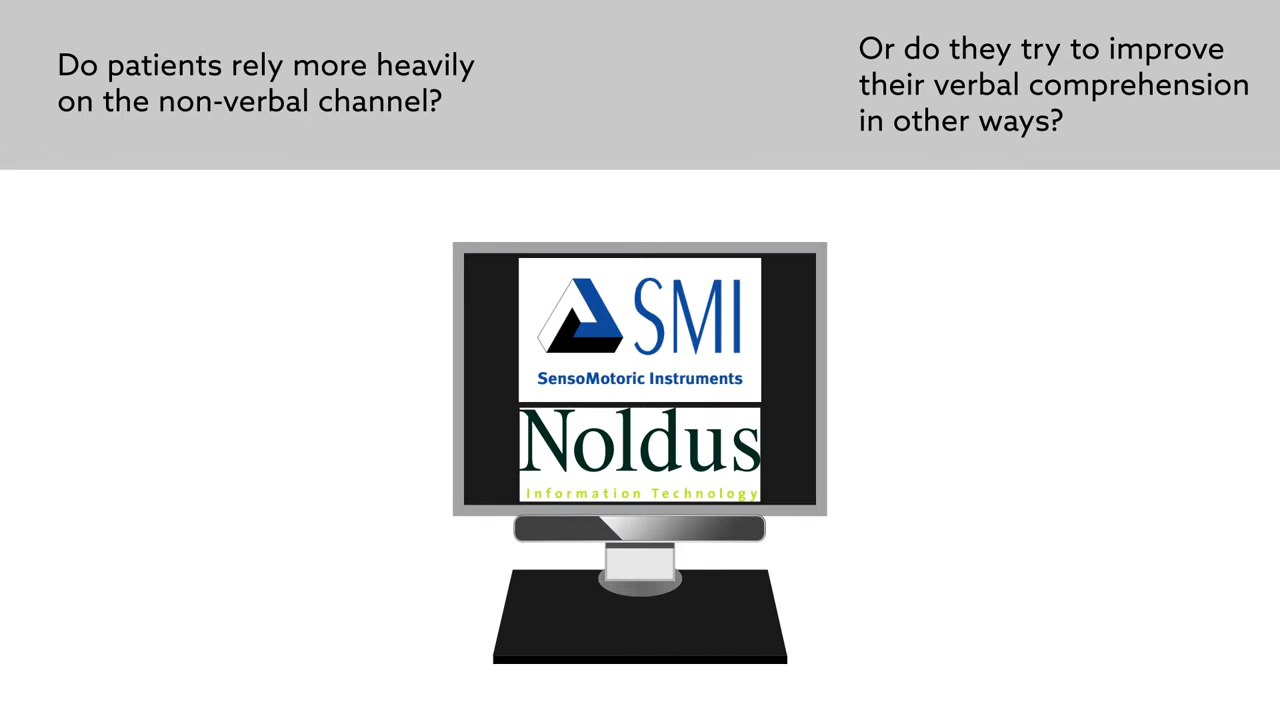 Do patients rely more heavily
on the non-verbal channel?
Or do they try to improve
their verbal comprehension
in other ways?
SMI
SensoMotoric Instruments
Noldus
Information Technology